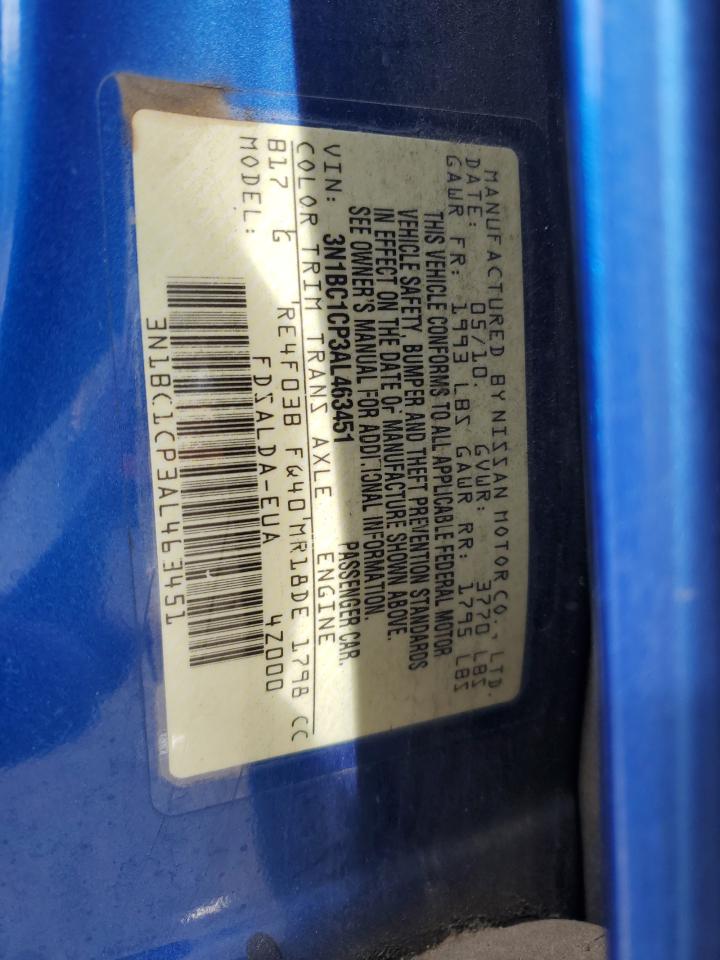 MANUFACTURED BY NISSAN MOTOR CO., LTD.
DATE: 05/10 GVWR: 3770 LBS
GAWR FR: 1993 LBS GAWR RR: 1795 LBS
THIS VEHICLE CONFORMS TO ALL APPLICABLE FEDERAL MOTOR
VEHICLE SAFETY, BUMPER AND THEFT PREVENTION STANDARDS
IN EFFECT ON THE DATE OF MANUFACTURE SHOWN ABOVE.
SEE OWNER'S MANUAL FOR ADDITIONAL INFORMATION.
VIN: 3N1BC1CP3AL463451 PASSENGER CAR.
COLOR TRIM TRANS AXLE ENGINE
B17 G RE4F03B FQ40 MR18DE 1798 CC
MODEL: FDSALDA-EUA 4Z000
3N1BC1CP3AL463451